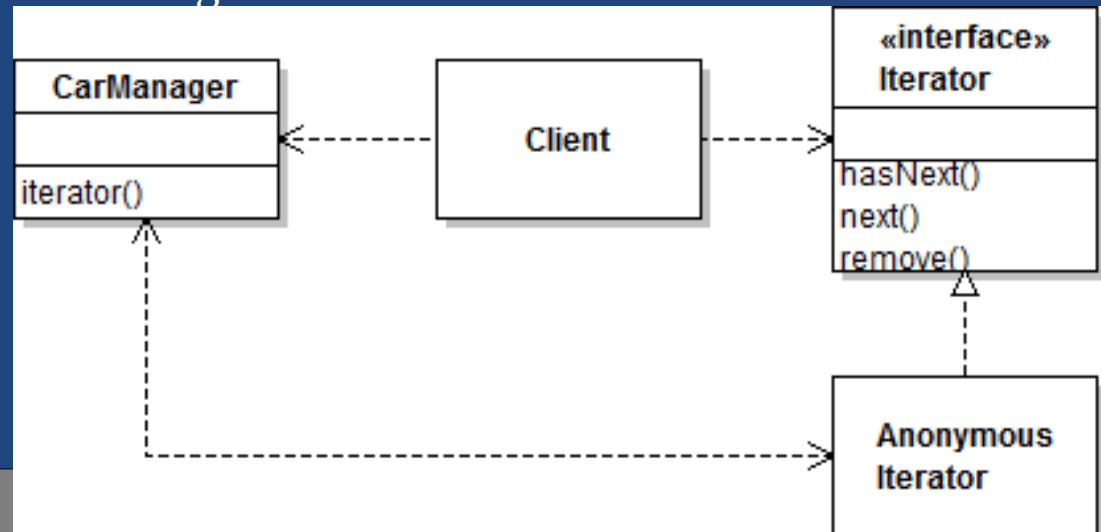 CarManager
iterator()
Client
«interface»
Iterator
hasNext()
next()
remove()
Anonymous
Iterator